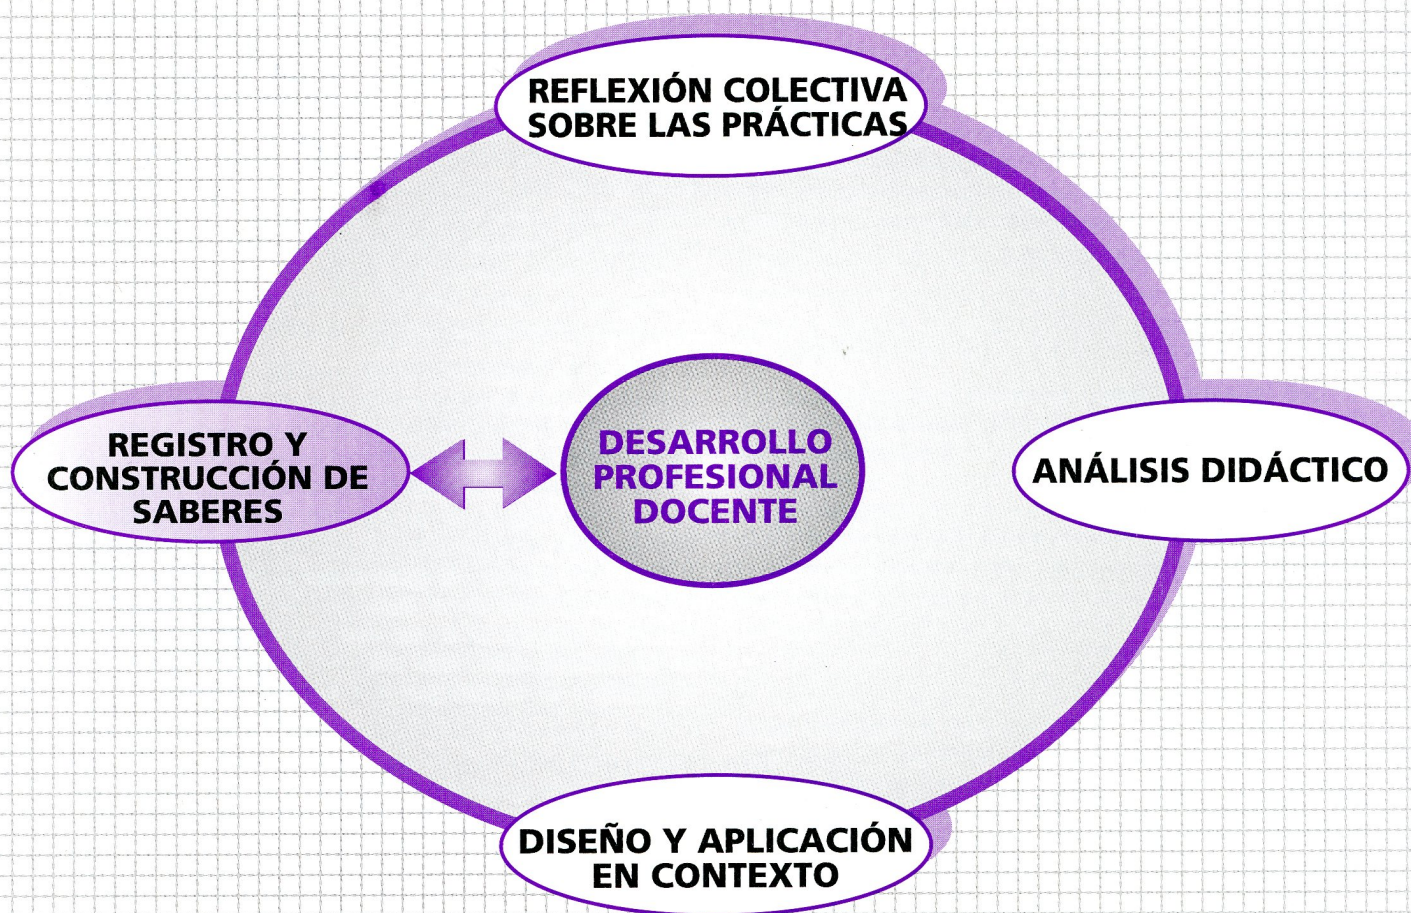 REFLEXIÓN COLECTIVA
SOBRE LAS PRÁCTICAS
REGISTRO Y
CONSTRUCCIÓN DE
SABERES
DESARROLLO
PROFESIONAL
DOCENTE
ANÁLISIS DIDÁCTICO
DISEÑO Y APLICACIÓN
EN CONTEXTO